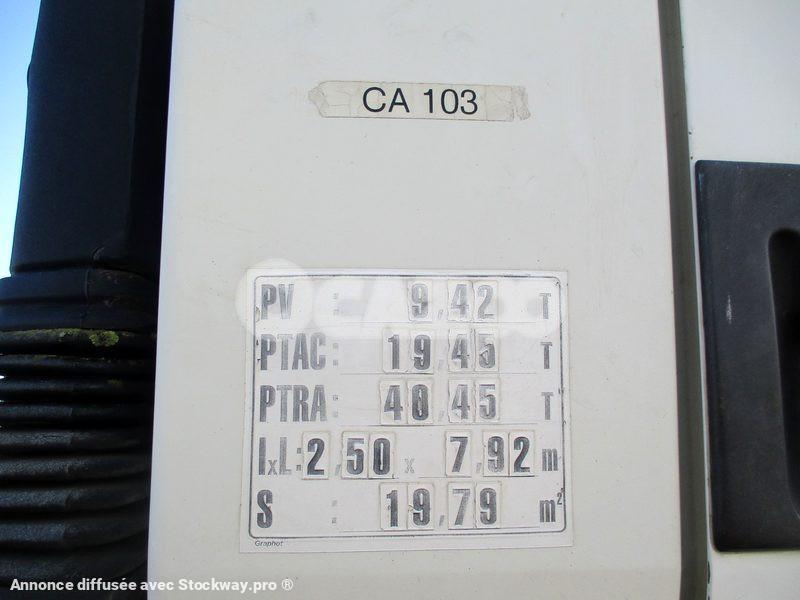 CA 103
PV : 9,42 T
PTAC : 19,45 T
PTRA : 40,45 T
lxL : 2,50 x 7,92 m
S : 19,79 m²
Graphot
Annonce diffusée avec Stockway.pro ®